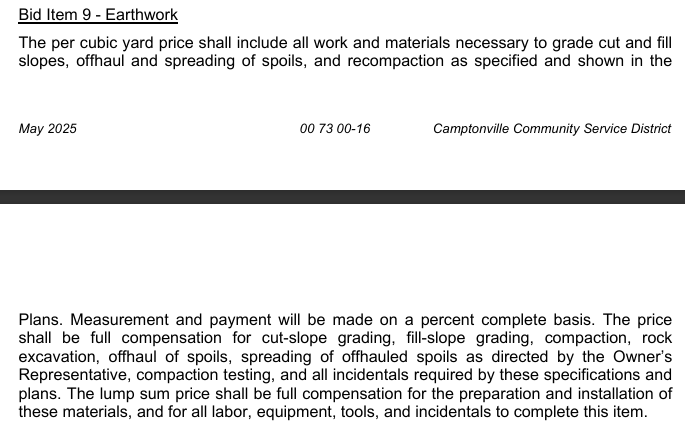 Bid Item 9 - Earthwork
The per cubic yard price shall include all work and materials necessary to grade cut and fill
slopes, offhaul and spreading of spoils, and recompaction as specified and shown in the
May 2025 00 73 00-16 Camptonville Community Service District
Plans. Measurement and payment will be made on a percent complete basis. The price
shall be full compensation for cut-slope grading, fill-slope grading, compaction, rock
excavation, offhaul of spoils, spreading of offhauled spoils as directed by the Owner's
Representative, compaction testing, and all incidentals required by these specifications and
plans. The lump sum price shall be full compensation for the preparation and installation of
these materials, and for all labor, equipment, tools, and incidentals to complete this item.